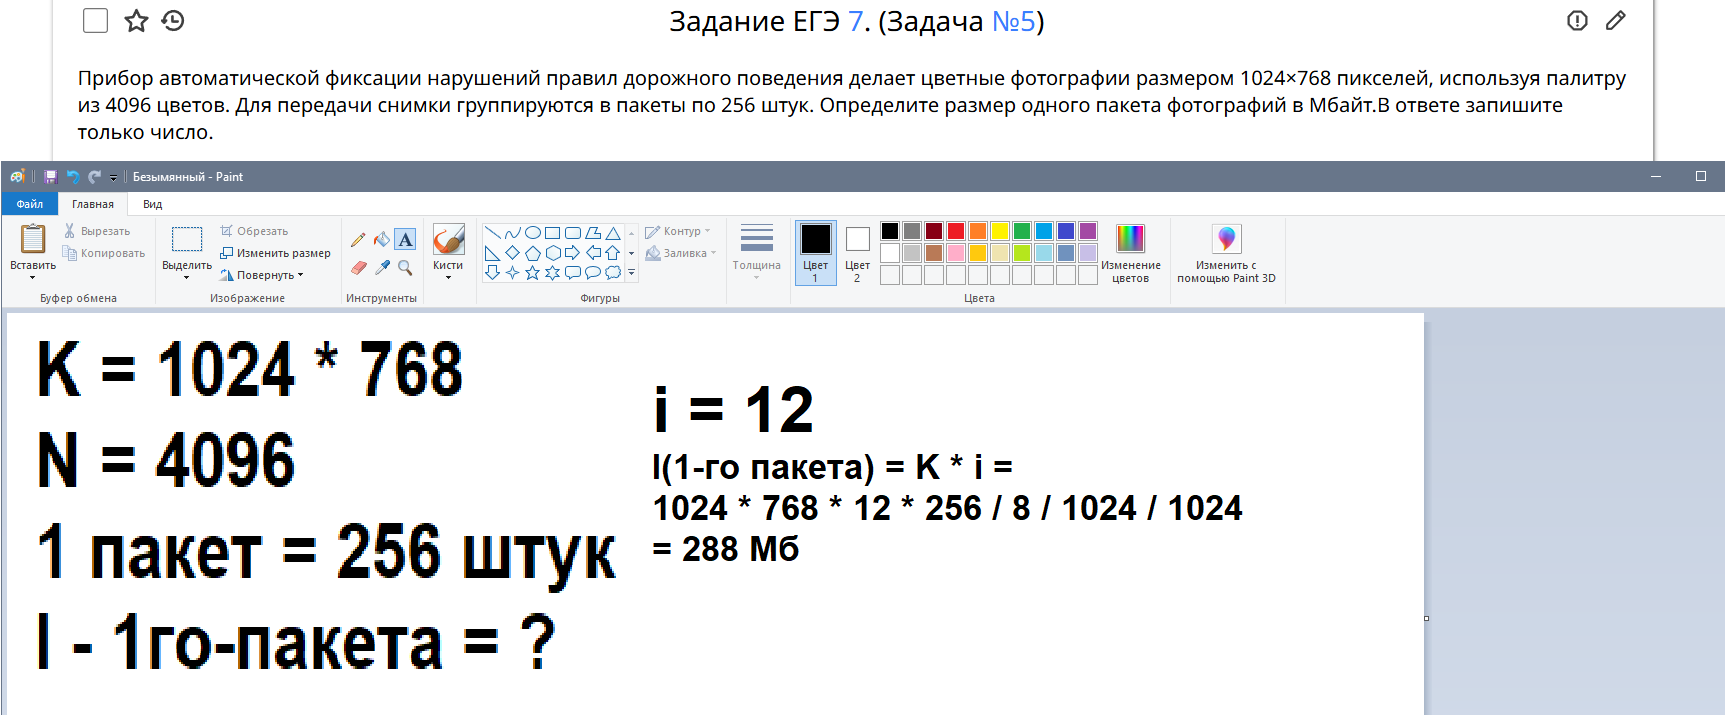 Задание ЕГЭ 7. (Задача №5)
Прибор автоматической фиксации нарушений правил дорожного поведения делает цветные фотографии размером 1024×768 пикселей, используя палитру
из 4096 цветов. Для передачи снимки группируются в пакеты по 256 штук. Определите размер одного пакета фотографий в Мбайт.В ответе запишите
только число.
Безымянный - Paint
Файл Главная Вид
Вставить
Вырезать
Копировать
Буфер обмена
Выделить
Обрезать
Изменить размер
Повернуть
Изображение
A
Инструменты
Кисти
Контур
Заливка
Фигуры
Толщина
Цвет
1
Цвет
2
Изменение
цветов
Цвета
Изменить с
помощью Paint 3D
K = 1024 * 768
N = 4096
1 пакет = 256 штук
I - 1го-пакета = ?
i = 12
I(1-го пакета) = K * i =
1024 * 768 * 12 * 256 / 8 / 1024 / 1024
= 288 Мб